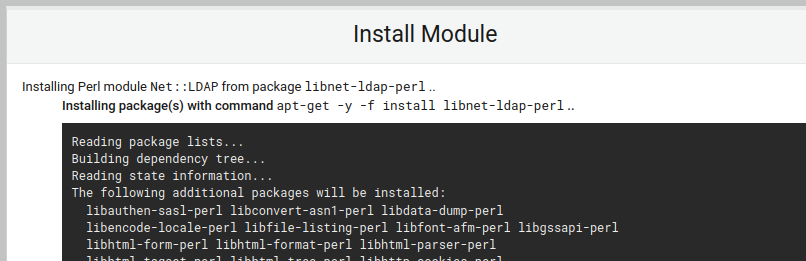 Install Module
Installing Perl module Net::LDAP from package libnet-ldap-perl ..
Installing package(s) with command apt-get -y -f install libnet-ldap-perl ..
Reading package lists...
Building dependency tree...
Reading state information...
The following additional packages will be installed:
libauthen-sasl-perl libconvert-asn1-perl libdata-dump-perl
libencode-locale-perl libfile-listing-perl libfont-afm-perl libgssapi-perl
libhtml-form-perl libhtml-format-perl libhtml-parser-perl